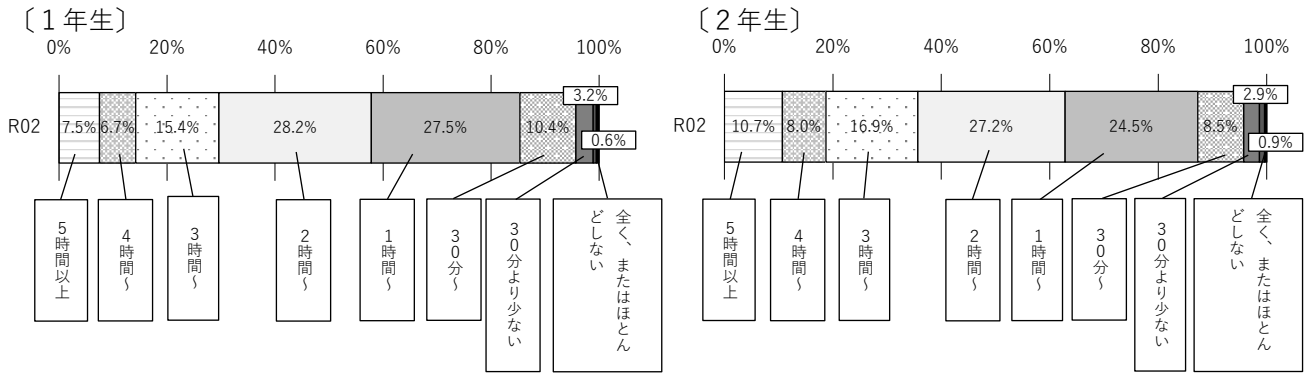 〔1年生〕
0% 20% 40% 60% 80% 100%
R02
7.5% 6.7% 15.4% 28.2% 27.5% 10.4% 3.2% 0.6%
5時間以上
4時間～
3時間～
2時間～
1時間～
30分～
30分より少ない
全く、またはほとん
どしない
〔2年生〕
0% 20% 40% 60% 80% 100%
R02
10.7% 8.0% 16.9% 27.2% 24.5% 8.5% 2.9% 0.9%
5時間以上
4時間～
3時間～
2時間～
1時間～
30分～
30分より少ない
全く、またはほとん
どしない